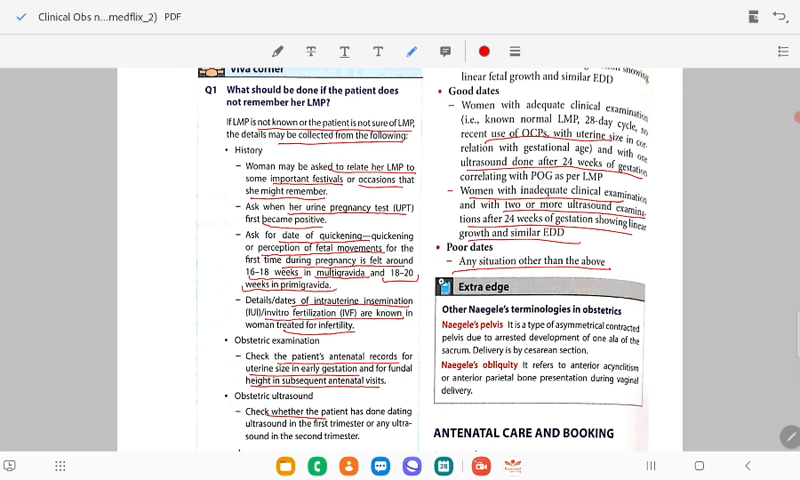 Clinical Obs n...medflix_2) PDF
Viva corner
Q1 What should be done if the patient does
not remember her LMP?
If LMP is not known or the patient is not sure of LMP,
the details may be collected from the following:
• History
– Woman may be asked to relate her LMP to
some important festivals or occasions that
she might remember.
– Ask when her urine pregnancy test (UPT)
first became positive.
– Ask for date of quickening—quickening
or perception of fetal movements for the
first time during pregnancy is felt around
16–18 weeks in multigravida and 18–20
weeks in primigravida.
– Details/dates of intrauterine insemination
(IUI)/invitro fertilization (IVF) are known in
woman treated for infertility.
• Obstetric examination
– Check the patient's antenatal records for
uterine size in early gestation and for fundal
height in subsequent antenatal visits.
• Obstetric ultrasound
– Check whether the patient has done dating
ultrasound in the first trimester or any ultra-
sound in the second trimester.
showing
linear fetal growth and similar EDD
• Good dates
– Women with adequate clinical examination
(i.e., known normal LMP, 28-day cycle, no
recent use of OCPs, with uterine size in cor-
relation with gestational age) and with one
ultrasound done after 24 weeks of gestation
correlating with POG as per LMP
– Women with inadequate clinical examination
and with two or more ultrasound examina-
tions after 24 weeks of gestation showing linear
growth and similar EDD
• Poor dates
– Any situation other than the above
Extra edge
Other Naegele's terminologies in obstetrics
Naegele's pelvis It is a type of asymmetrical contracted
pelvis due to arrested development of one ala of the
sacrum. Delivery is by cesarean section.
Naegele's obliquity It refers to anterior acynclitism
or anterior parietal bone presentation during vaginal
delivery.
ANTENATAL CARE AND BOOKING
28